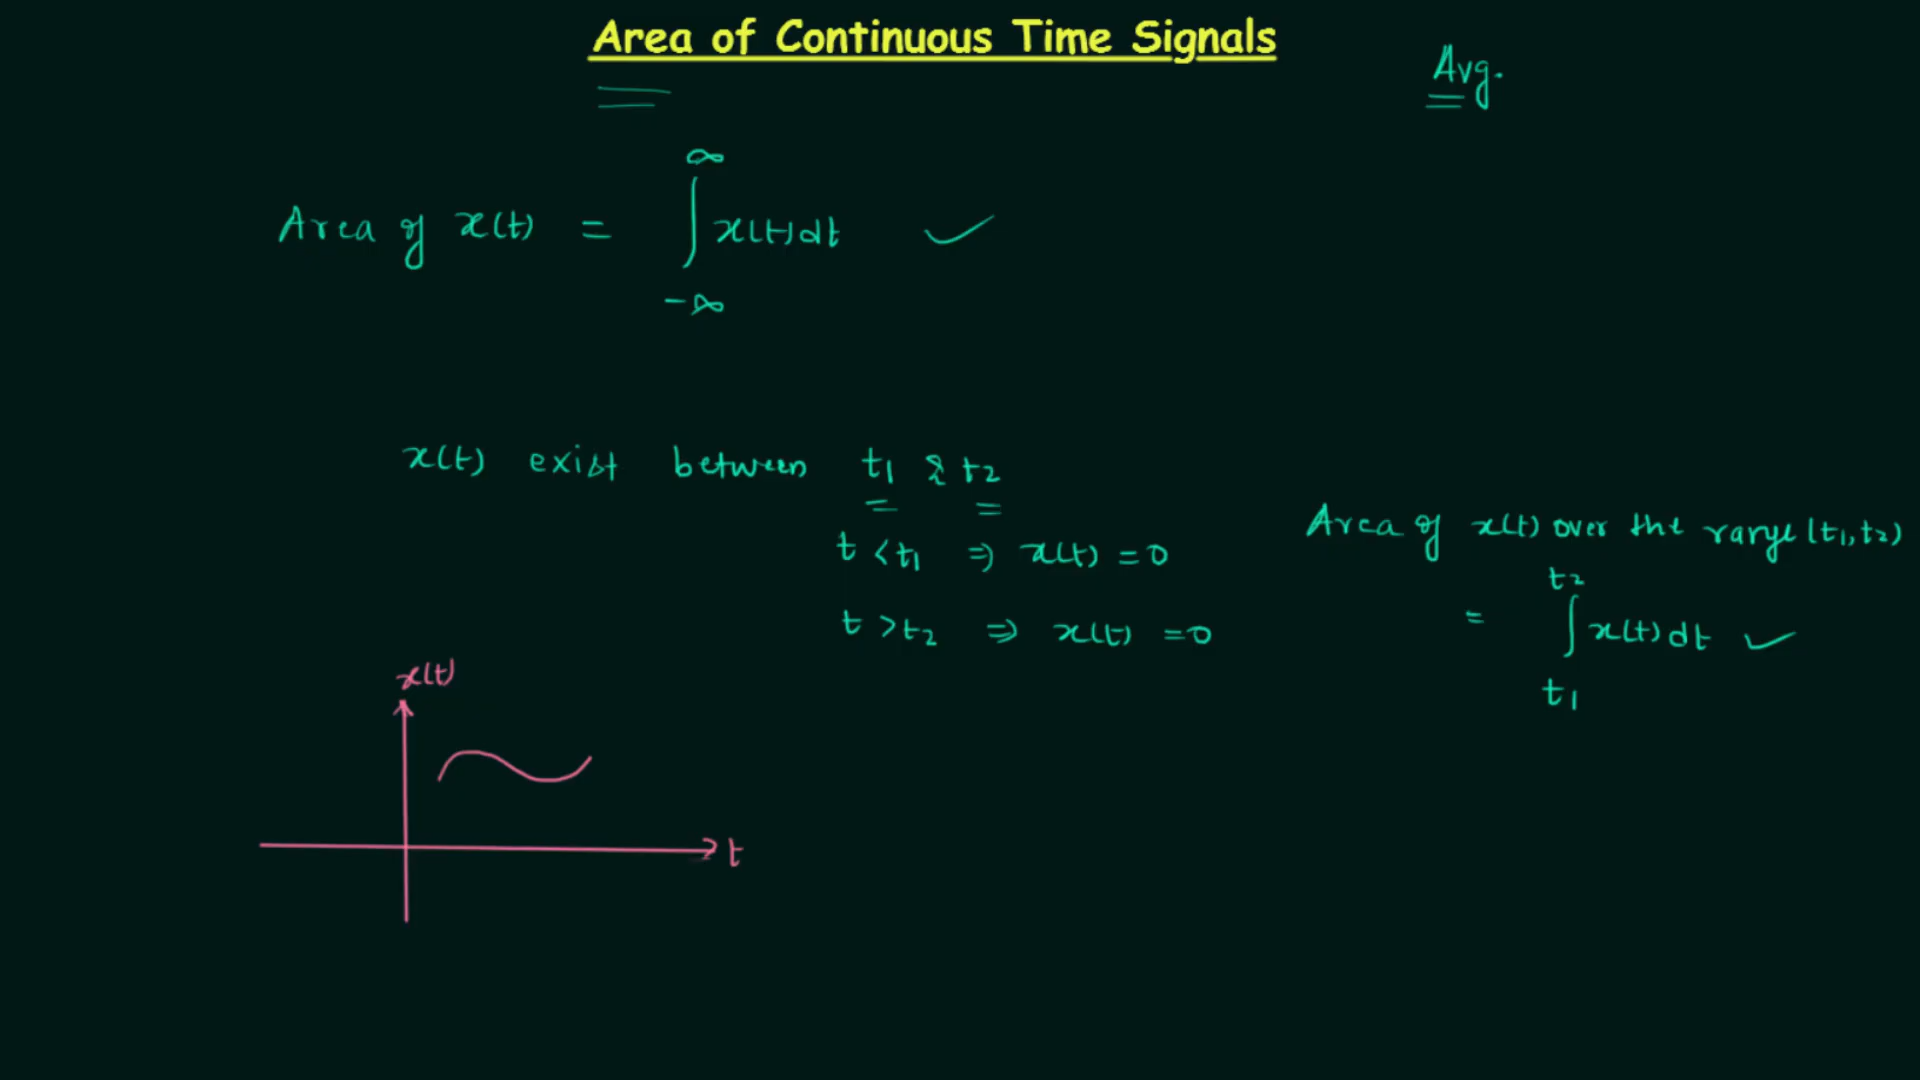 Area of Continuous Time Signals
Avg.
Area of x(t) = ∫_{-∞}^{∞} x(t)dt ✓
x(t) exist between t₁ & t₂
t < t₁ ⇒ x(t) = 0
t > t₂ ⇒ x(t) = 0
Area of x(t) over the range (t₁, t₂)
= ∫_{t₁}^{t₂} x(t) dt ✓
x(t)
t